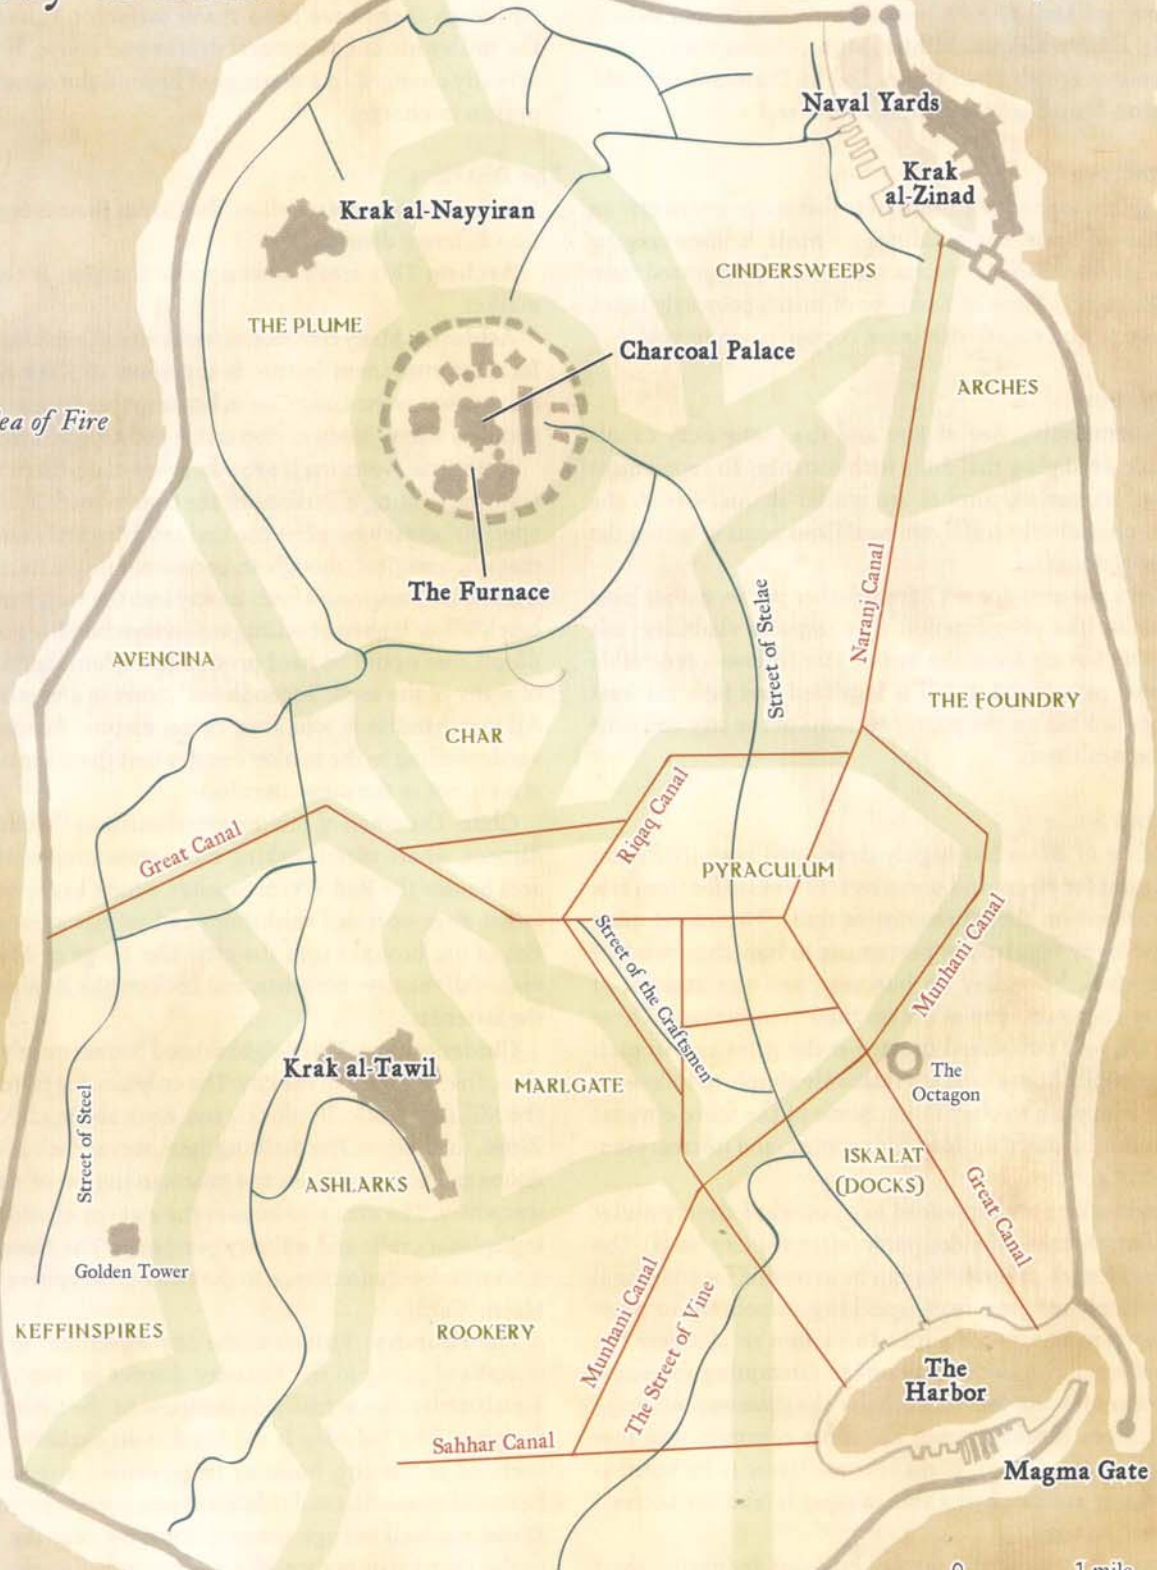 Naval Yards
Krak
al-Zinad
Krak al-Nayyiran
CINDERSWEEPS
THE PLUME
Charcoal Palace
ARCHES
ea of Fire
The Furnace
Naranj Canal
Street of Stelae
AVENCINA
THE FOUNDRY
CHAR
Riqaq Canal
Great Canal
PYRACULUM
Street of the Craftsmen
Munhani Canal
Krak al-Tawil
MARLGATE
The
Octagon
Street of Steel
ASHLARKS
ISKALAT
(DOCKS)
Great Canal
Golden Tower
KEFFINSPIRES
ROOKERY
Munhani Canal
The Street of Vine
The
Harbor
Sahhar Canal
Magma Gate
0 1 mile